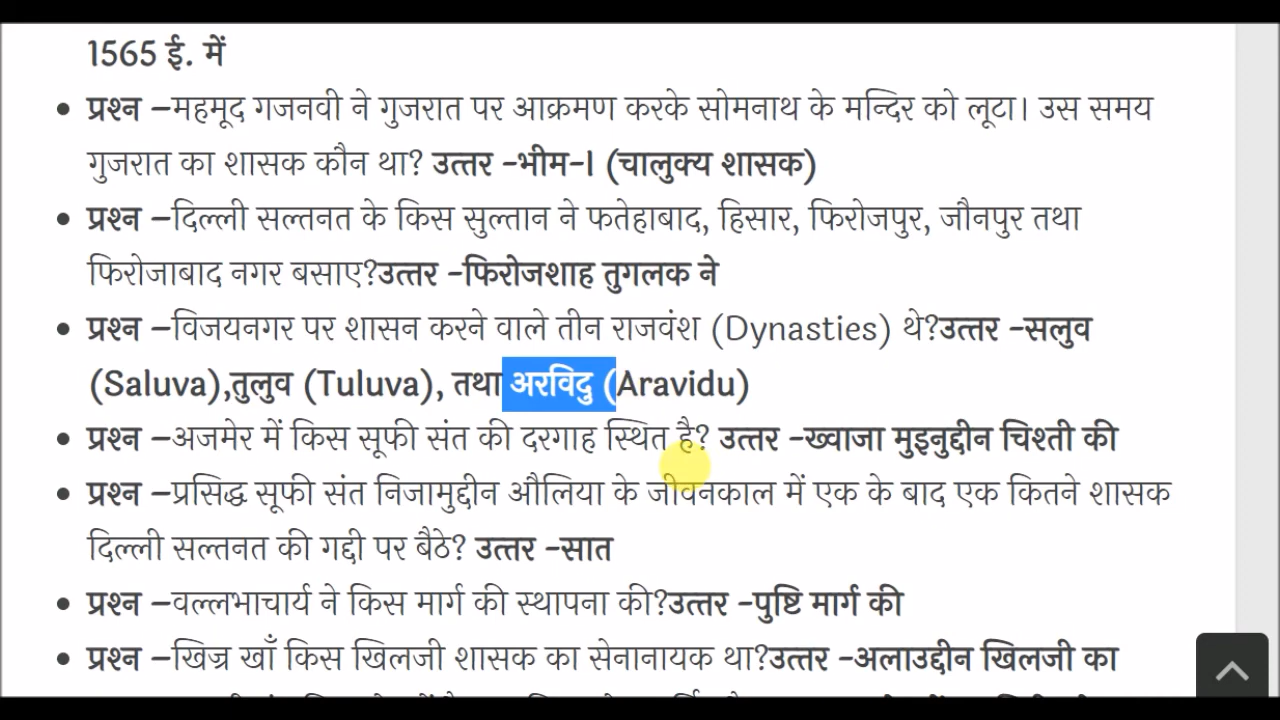 1565 ई. में
प्रश्न –महमूद गजनवी ने गुजरात पर आक्रमण करके सोमनाथ के मन्दिर को लूटा। उस समय
गुजरात का शासक कौन था? उत्तर -भीम-I (चालुक्य शासक)
प्रश्न –दिल्ली सल्तनत के किस सुल्तान ने फतेहाबाद, हिसार, फिरोजपुर, जौनपुर तथा
फिरोजाबाद नगर बसाए?उत्तर -फिरोजशाह तुगलक ने
प्रश्न –विजयनगर पर शासन करने वाले तीन राजवंश (Dynasties) थे?उत्तर -सलुव
(Saluva),तुलुव (Tuluva), तथा अरविदु (Aravidu)
प्रश्न –अजमेर में किस सूफी संत की दरगाह स्थित है? उत्तर -ख्वाजा मुइनुद्दीन चिश्ती की
प्रश्न –प्रसिद्ध सूफी संत निजामुद्दीन औलिया के जीवनकाल में एक के बाद एक कितने शासक
दिल्ली सल्तनत की गद्दी पर बैठे? उत्तर -सात
प्रश्न –वल्लभाचार्य ने किस मार्ग की स्थापना की?उत्तर -पुष्टि मार्ग की
प्रश्न –खिज्र खाँ किस खिलजी शासक का सेनानायक था?उत्तर -अलाउद्दीन खिलजी का